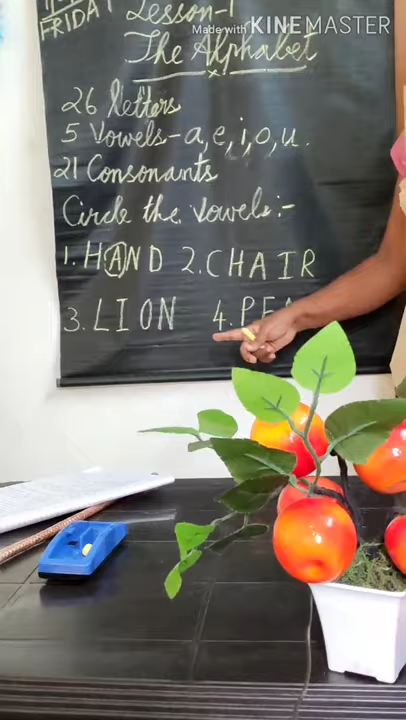 FRIDAY
Lesson-1
Made with KINEMASTER
The Alphabet
26 letters
5 Vowels-a,e,i,o,u.
21 Consonants
Circle the Vowels:-
1. HAND 2. CHAIR
3. LION 4.